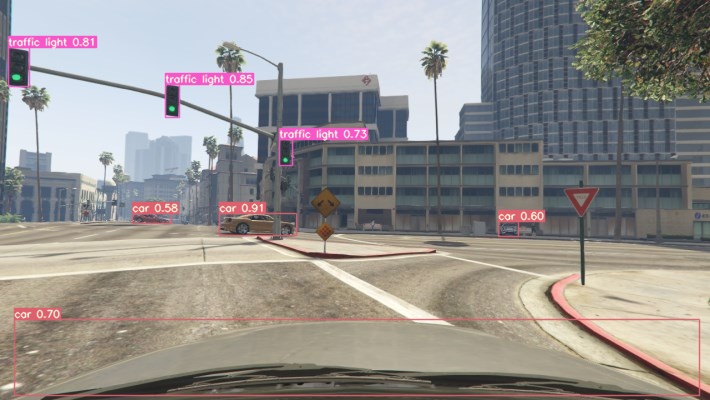 traffic light 0.81
traffic light 0.85
traffic light 0.73
car 0.58
car 0.91
car 0.60
car 0.70